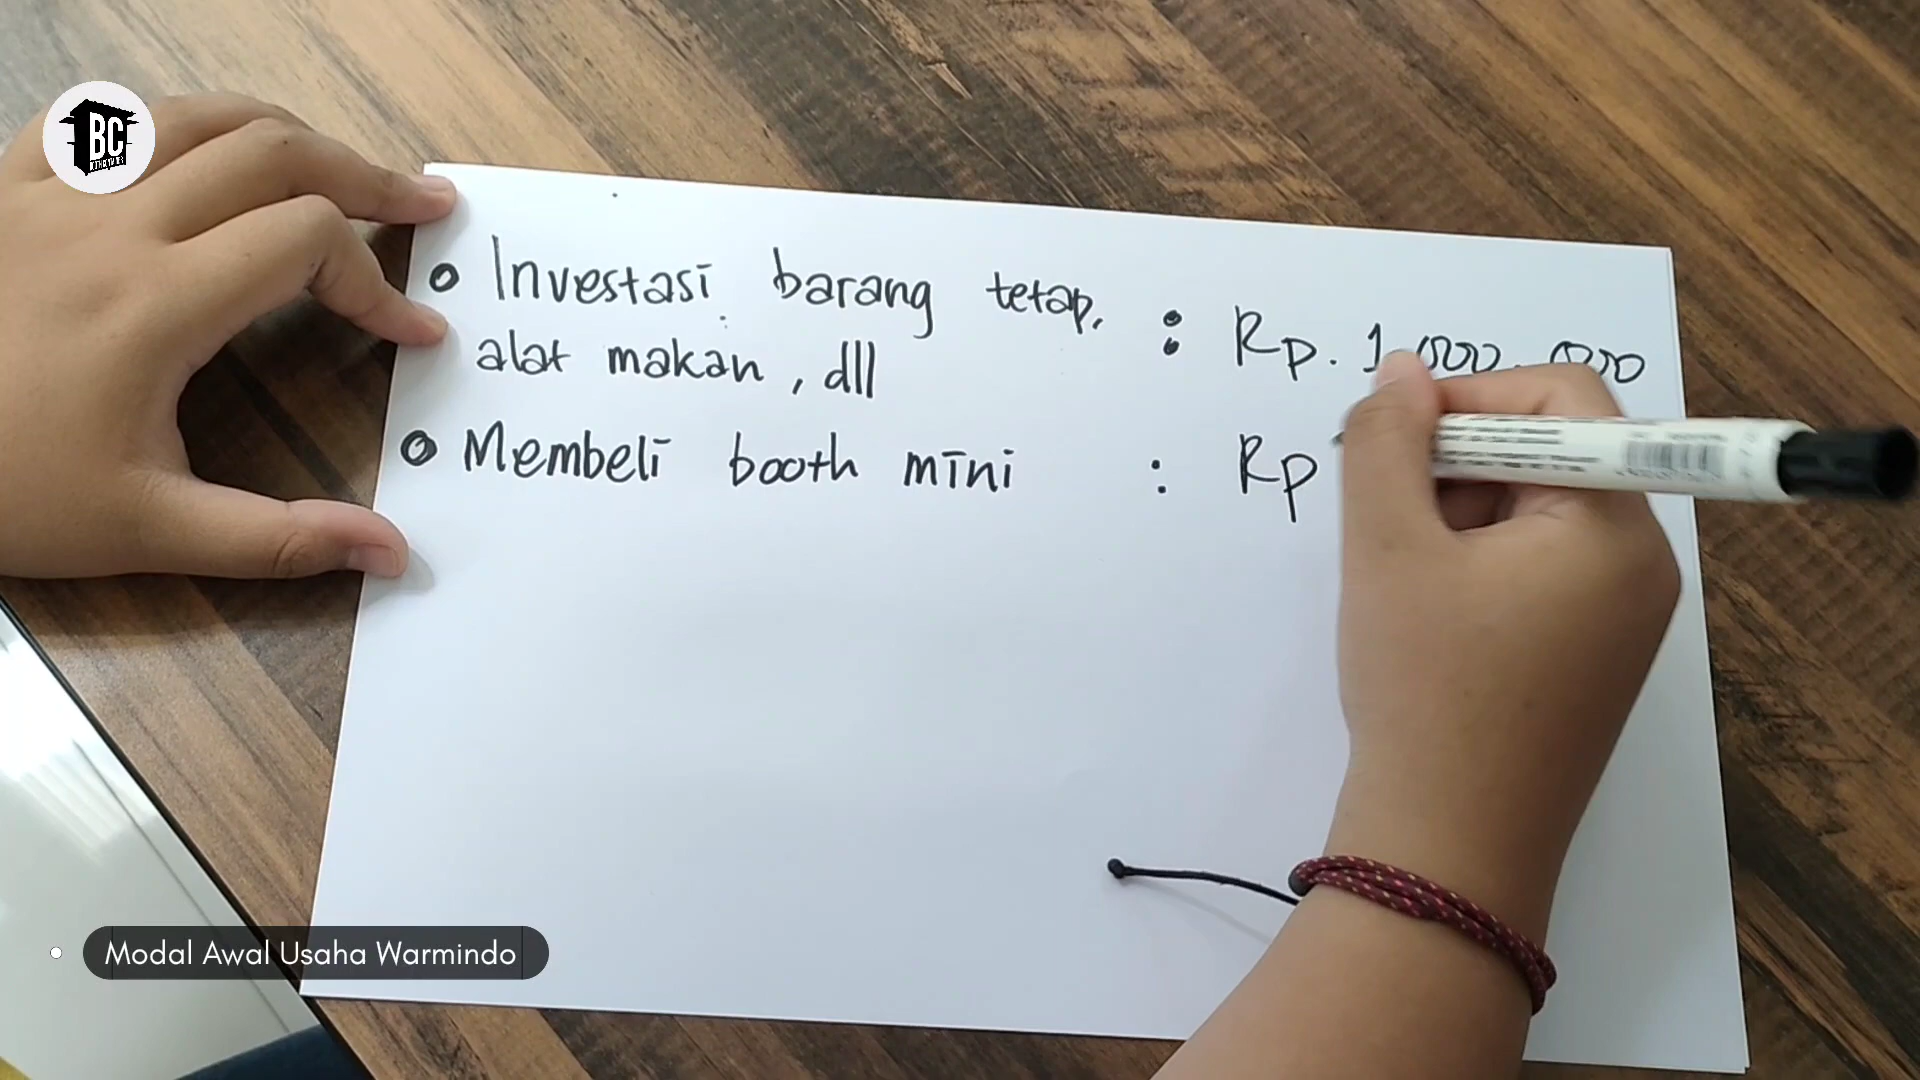 BC
Investasi barang tetap, : Rp. 1.000.000
alat makan, dll
Membeli booth mini : Rp
Modal Awal Usaha Warmindo